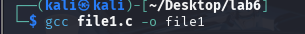 ┌──(kali㉿kali)-[~/Desktop/lab6]
└─$ gcc file1.c -o file1